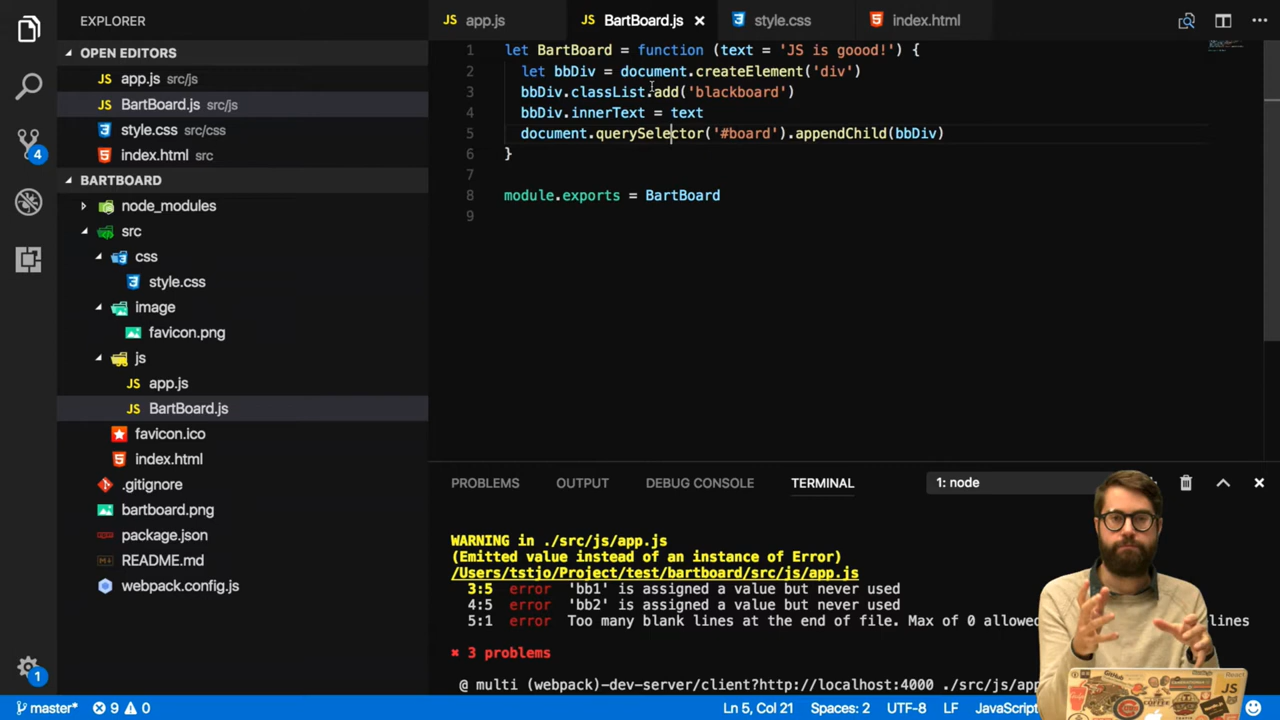 EXPLORER
OPEN EDITORS
JS app.js src/js
JS BartBoard.js src/js
style.css src/css
index.html src
BARTBOARD
node_modules
src
css
style.css
image
favicon.png
js
JS app.js
JS BartBoard.js
favicon.ico
index.html
.gitignore
bartboard.png
package.json
README.md
webpack.config.js
4
1
JS app.js
JS BartBoard.js ×
style.css
index.html
1 let BartBoard = function (text = 'JS is goood!') {
2 let bbDiv = document.createElement('div')
3 bbDiv.classList.add('blackboard')
4 bbDiv.innerText = text
5 document.querySelector('#board').appendChild(bbDiv)
6 }
7
8 module.exports = BartBoard
9
PROBLEMS OUTPUT DEBUG CONSOLE TERMINAL 1: node
WARNING in ./src/js/app.js
(Emitted value instead of an instance of Error)
/Users/tstjo/Project/test/bartboard/src/js/app.js
3:5 error 'bb1' is assigned a value but never used
4:5 error 'bb2' is assigned a value but never used
5:1 error Too many blank lines at the end of file. Max of 0 allowe lines
✖ 3 problems
@ multi (webpack)-dev-server/client?http://localhost:4000 ./src/js/app
master* 9 0 Ln 5, Col 21 Spaces: 2 UTF-8 LF JavaScript